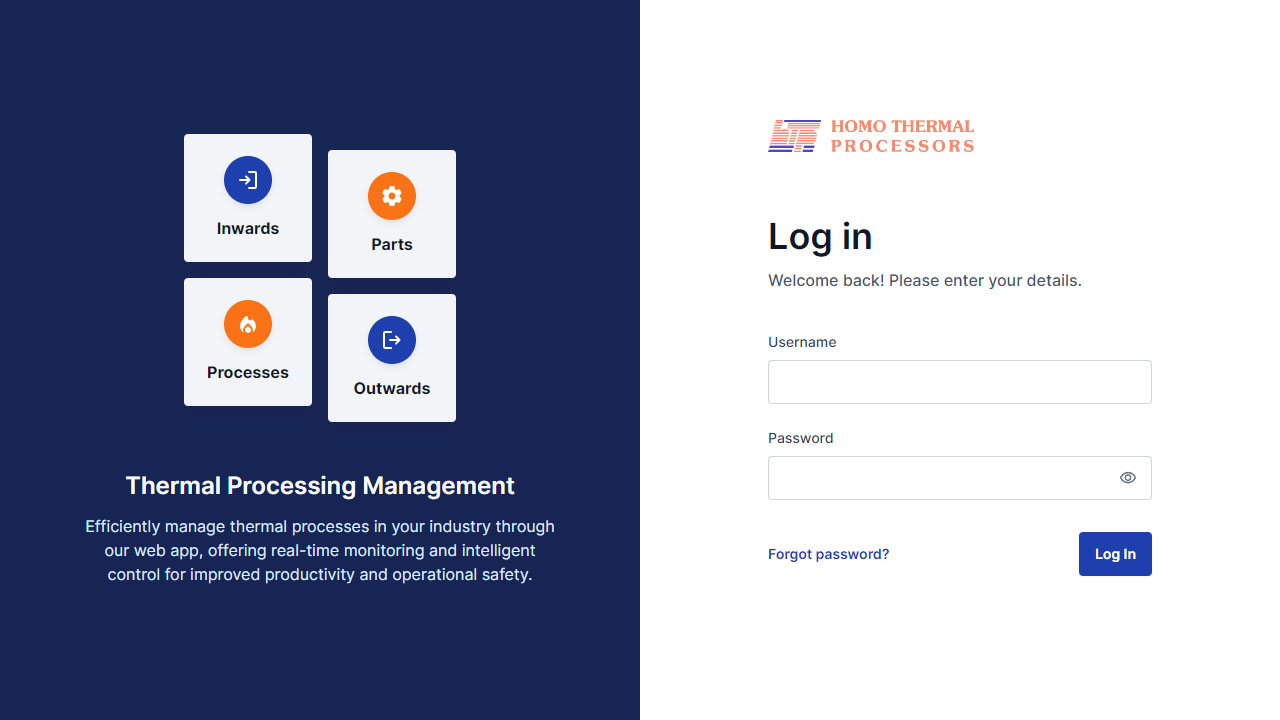 Inwards
Parts
Processes
Outwards
Thermal Processing Management
Efficiently manage thermal processes in your industry through
our web app, offering real-time monitoring and intelligent
control for improved productivity and operational safety.
HOMO THERMAL
PROCESSORS
Log in
Welcome back! Please enter your details.
Username
Password
Forgot password?
Log In